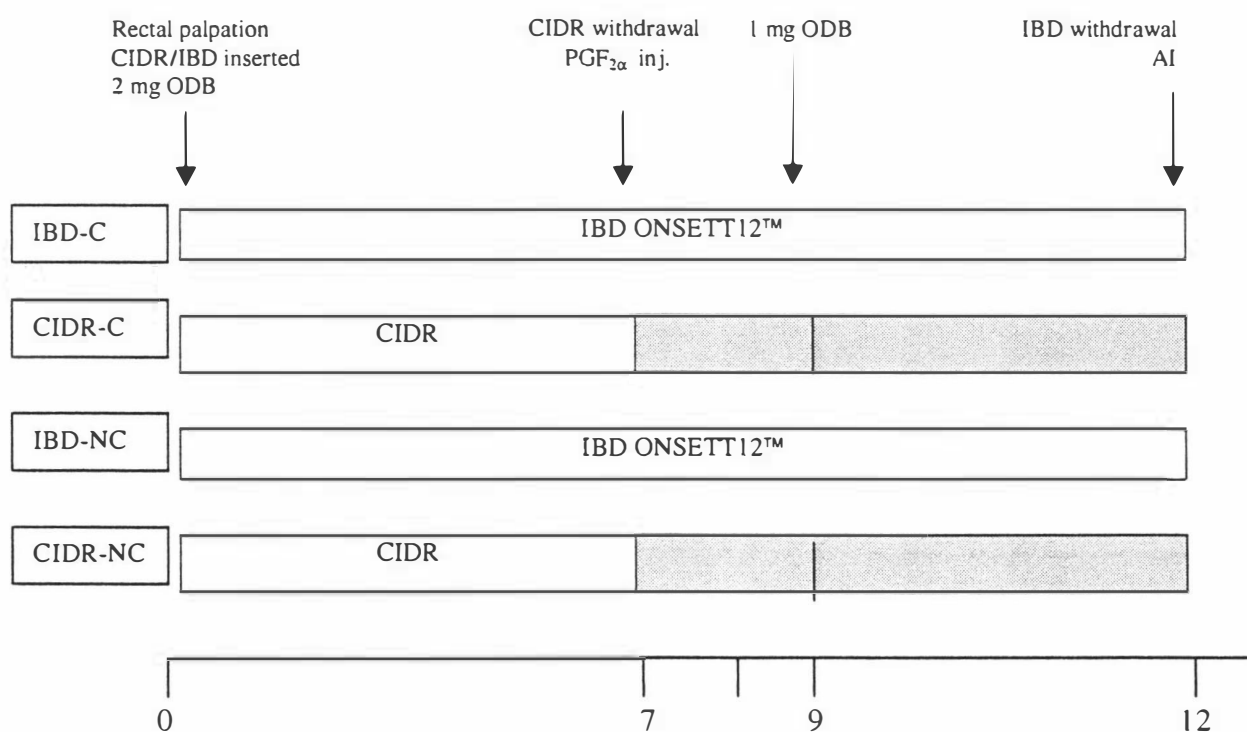 Rectal palpation
CIDR/IBD inserted
2 mg ODB
CIDR withdrawal
PGF₂α inj.
1 mg ODB
IBD withdrawal
AI
IBD-C
IBD ONSETT12™
CIDR-C
CIDR
IBD-NC
IBD ONSETT12™
CIDR-NC
CIDR
0 7 9 12